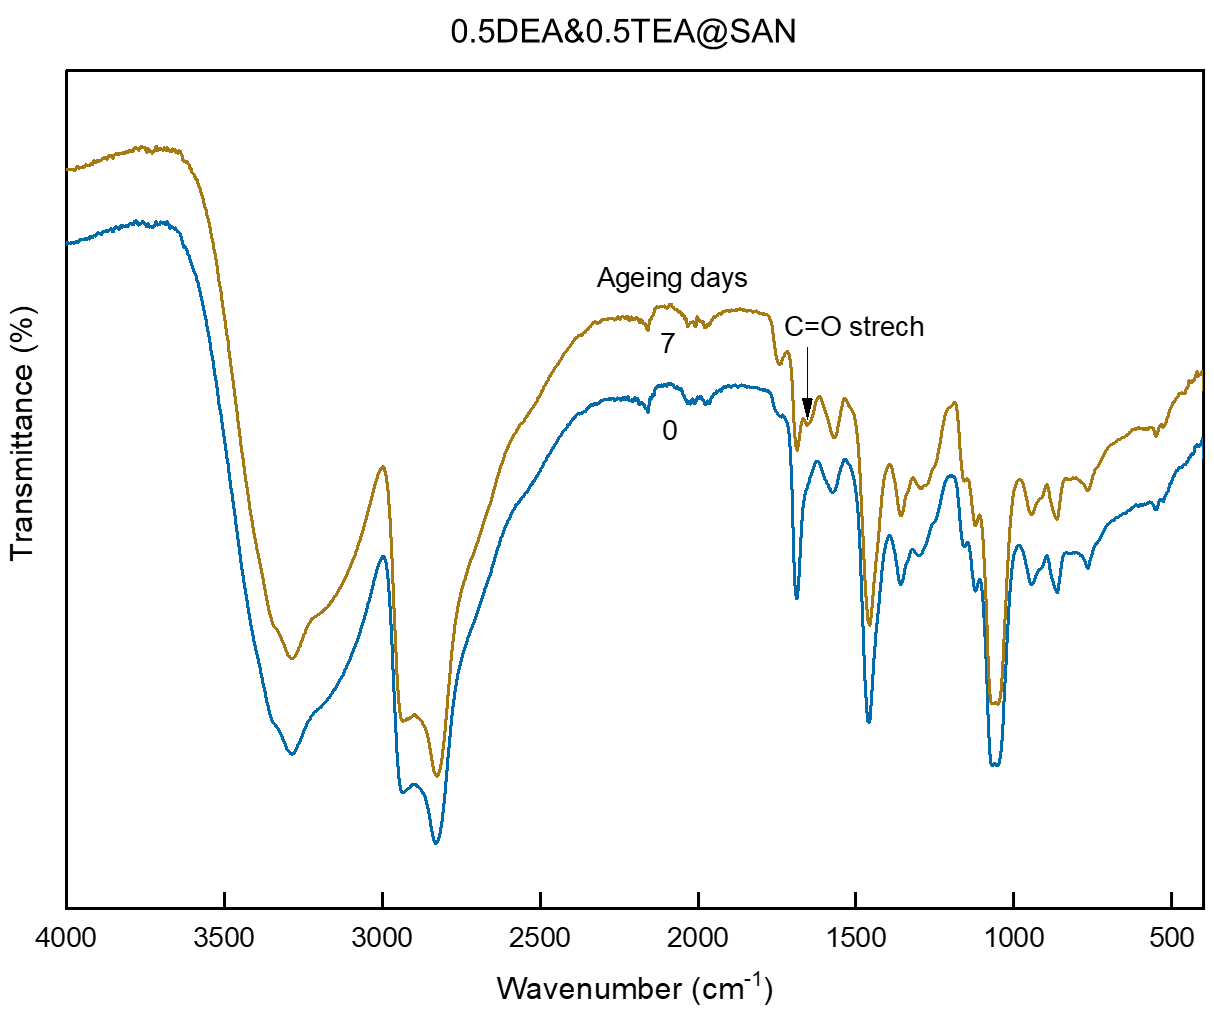 0.5DEA&0.5TEA@SAN
Ageing days
C=O strech
7
0
Transmittance (%)
4000 3500 3000 2500 2000 1500 1000 500
Wavenumber (cm⁻¹)